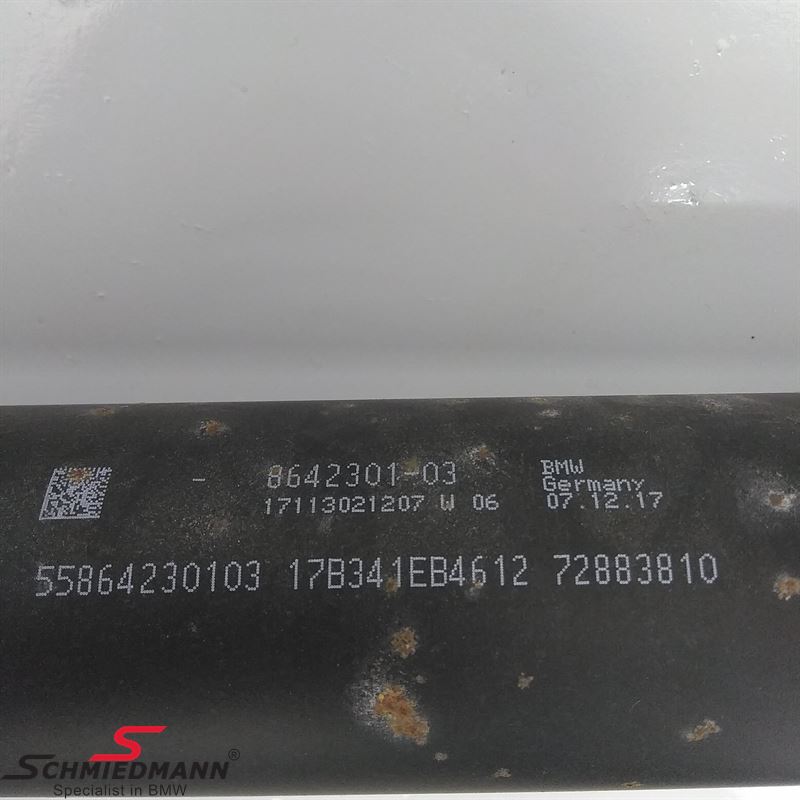 - 8642301-03
17113021207 W 06
BMW
Germany
07.12.17
55864230103 17B341EB4612 72883810
SCHMIEDMANN®
Specialist in BMW